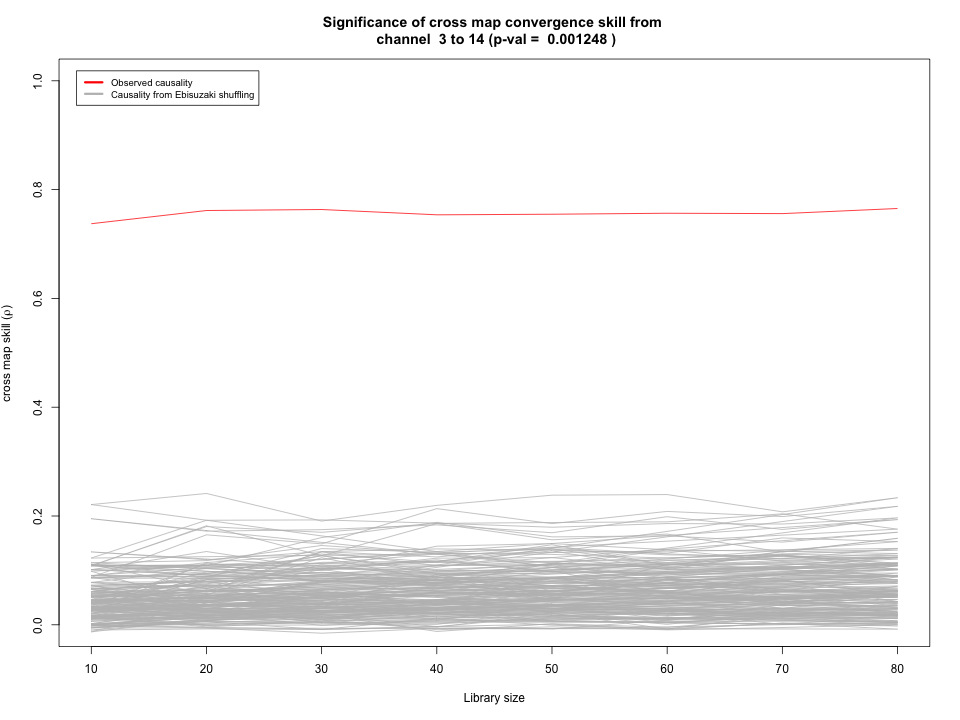 Significance of cross map convergence skill from
channel  3 to 14 (p-val =  0.001248 )
Observed causality
Causality from Ebisuzaki shuffling
cross map skill (ρ)
1.0
0.8
0.6
0.4
0.2
0.0
10 20 30 40 50 60 70 80
Library size